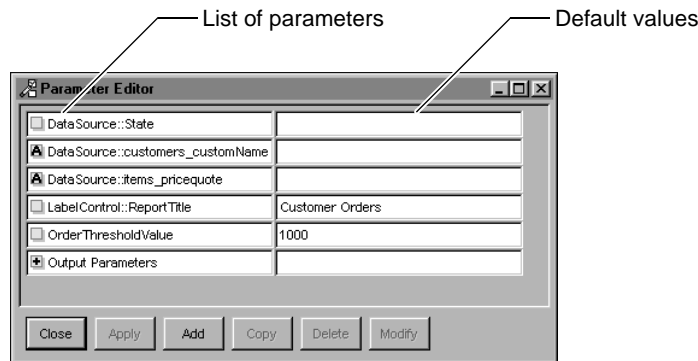 List of parameters Default values
Parameter Editor
DataSource::State
A DataSource::customers_customName
A DataSource::items_pricequote
LabelControl::ReportTitle Customer Orders
OrderThresholdValue 1000
Output Parameters
Close Apply Add Copy Delete Modify